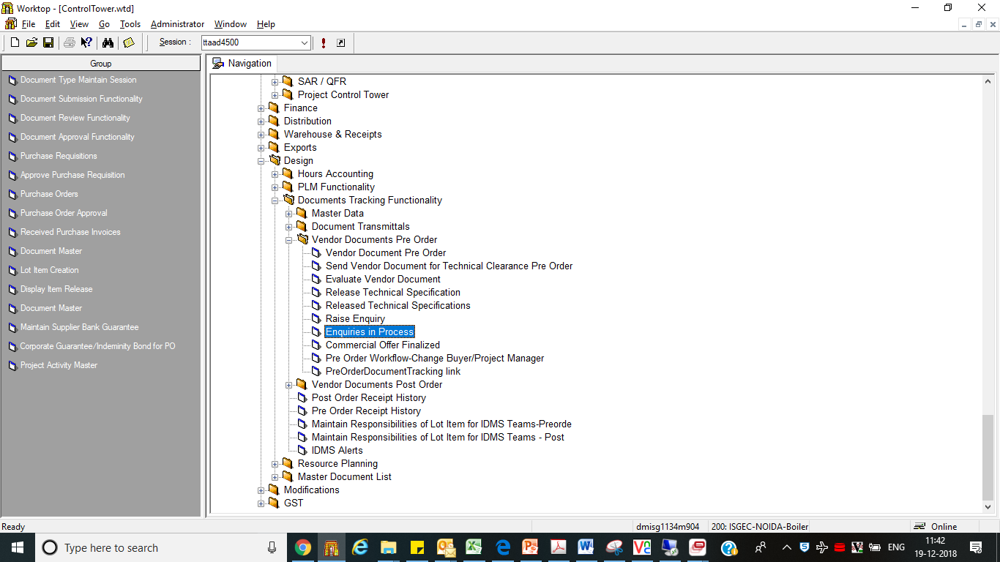 Worktop - [ControlTower.wtd]
File Edit View Go Tools Administrator Window Help
Session : ttaad4500
Group
Document Type Maintain Session
Document Submission Functionality
Document Review Functionality
Document Approval Functionality
Purchase Requisitions
Approve Purchase Requisition
Purchase Orders
Purchase Order Approval
Received Purchase Invoices
Document Master
Lot Item Creation
Display Item Release
Document Master
Maintain Supplier Bank Guarantee
Corporate Guarantee/Indeminity Bond for PO
Project Activity Master
Navigation
SAR / QFR
Project Control Tower
Finance
Distribution
Warehouse & Receipts
Exports
Design
Hours Accounting
PLM Functionality
Documents Tracking Functionality
Master Data
Document Transmittals
Vendor Documents Pre Order
Vendor Document Pre Order
Send Vendor Document for Technical Clearance Pre Order
Evaluate Vendor Document
Release Technical Specification
Released Technical Specifications
Raise Enquiry
Enquiries in Process
Commercial Offer Finalized
Pre Order Workflow-Change Buyer/Project Manager
PreOrderDocumentTracking link
Vendor Documents Post Order
Post Order Receipt History
Pre Order Receipt History
Maintain Responsibilities of Lot Item for IDMS Teams-Preorde
Maintain Responsibilities of Lot Item for IDMS Teams - Post
IDMS Alerts
Resource Planning
Master Document List
Modifications
GST
Ready dmisg1134m904 200: ISGEC-NOIDA-Boiler Online
Type here to search
ENG
11:42
19-12-2018